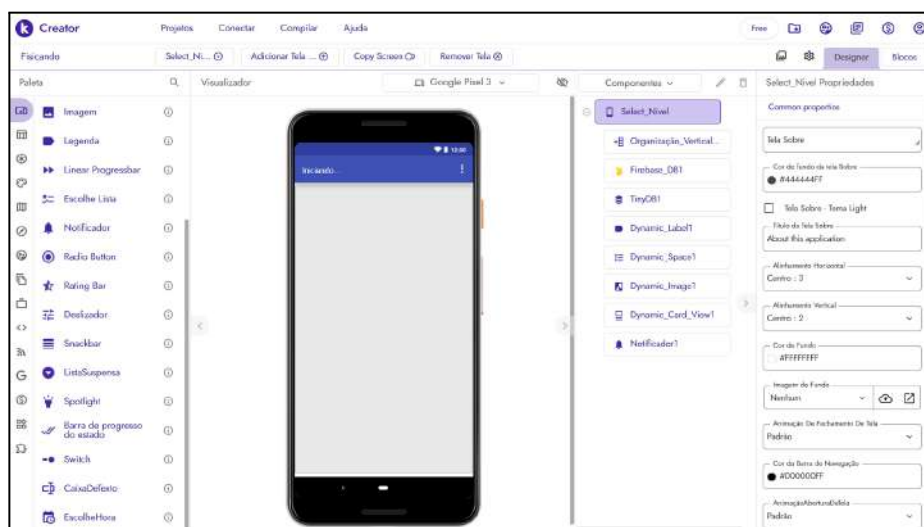 Creator
Projetos
Conectar
Compilar
Ajuda
Free
Fisicando
Select_Ni...
Adicionar Tela ...
Copy Screen
Remover Tela
Designer
Blocos
Paleta
Visualizador
Google Pixel 3
Componentes
Select_Nivel Propriedades
Imagem
Legenda
Linear Progressbar
Escolhe Lista
Notificador
Radio Button
Rating Bar
Deslizador
Snackbar
ListaSuspensa
Spotlight
Barra de progresso
do estado
Switch
CaixaDeTexto
EscolheHora
Iniciando...
Select_Nivel
Organização_Vertical...
Firebase_DB1
TinyDB1
Dynamic_Label1
Dynamic_Space1
Dynamic_Image1
Dynamic_Card_View1
Notificador1
Common properties
Tela Sobre
Cor de fundo da tela Sobre
#444444FF
Tela Sobre - Tema Light
Título da Tela Sobre
About this application
Alinhamento Horizontal
Centro : 3
Alinhamento Vertical
Centro : 2
Cor de Fundo
#FFFFFFFF
Imagem de Fundo
Nenhum
Animação De Fechamento De Tela
Padrão
Cor da Barra de Navegação
#000000FF
AnimaçãoAberturaDeTela
Padrão